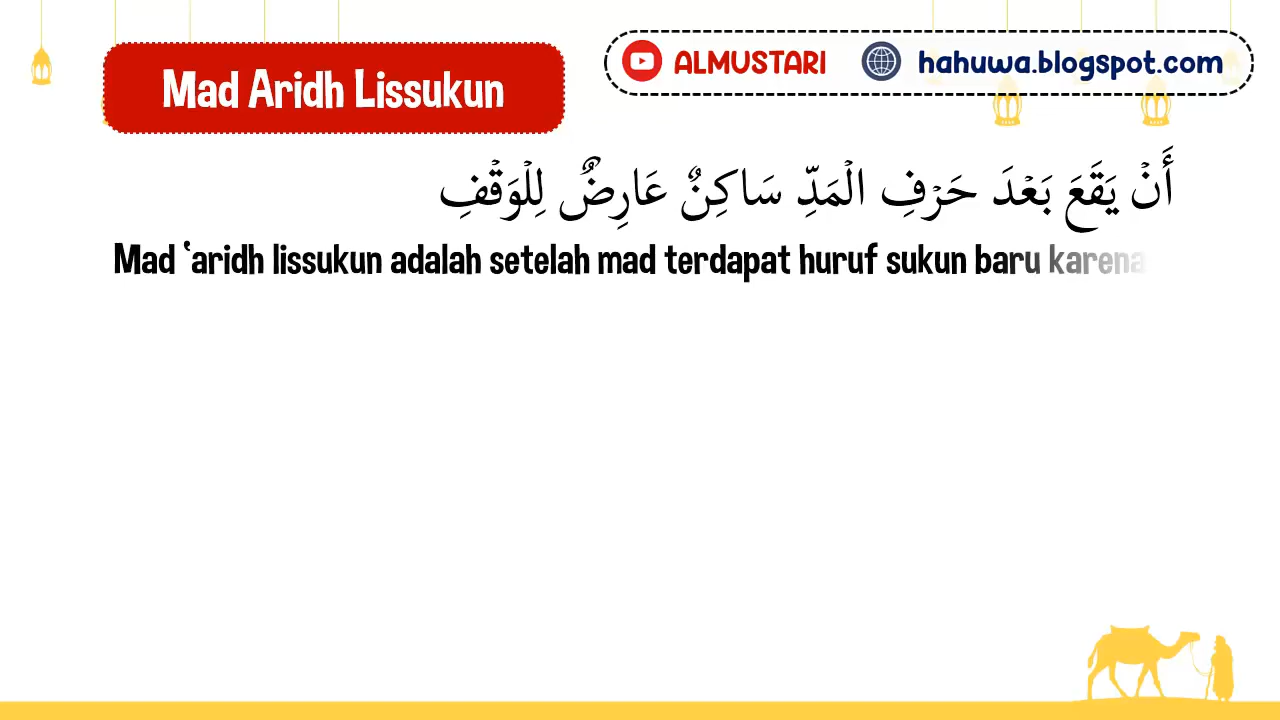 Mad Aridh Lissukun
ALMUSTARI
hahuwa.blogspot.com
أَنْ يَقَعَ بَعْدَ حَرْفِ الْمَدِّ سَاكِنٌ عَارِضٌ لِلْوَقْفِ
Mad ‘aridh lissukun adalah setelah mad terdapat huruf sukun baru karena